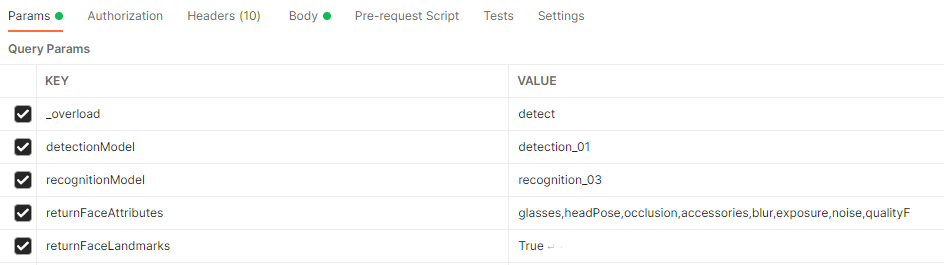 Params Authorization Headers (10) Body Pre-request Script Tests Settings
Query Params
KEY VALUE
_overload detect
detectionModel detection_01
recognitionModel recognition_03
returnFaceAttributes glasses,headPose,occlusion,accessories,blur,exposure,noise,qualityF
returnFaceLandmarks True ↵